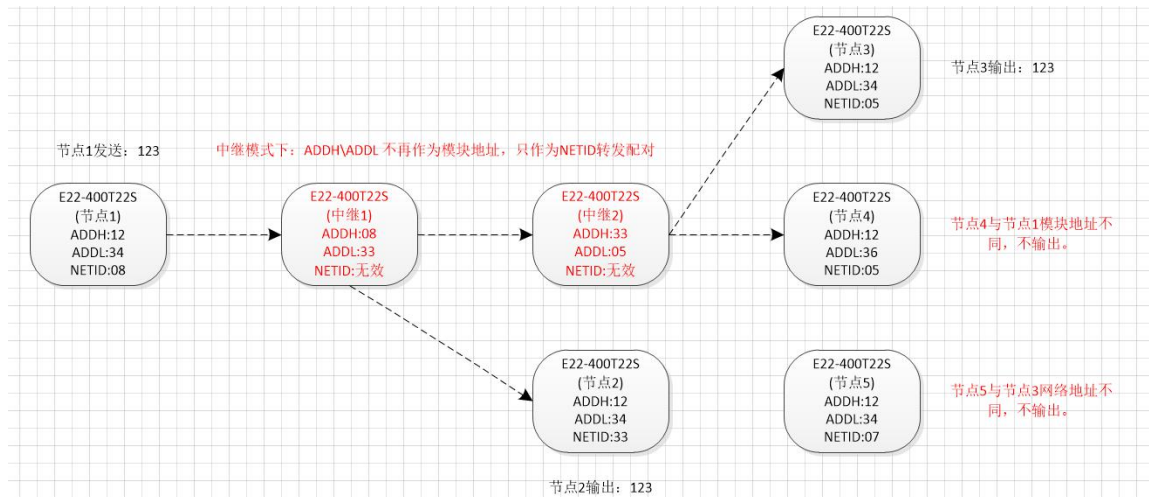 E22-400T22S
(节点3)
ADDH:12
ADDL:34
NETID:05
节点3输出：123
节点1发送：123
中继模式下：ADDH\ADDL 不再作为模块地址，只作为NETID转发配对
E22-400T22S
(节点1)
ADDH:12
ADDL:34
NETID:08
E22-400T22S
(中继1)
ADDH:08
ADDL:33
NETID:无效
E22-400T22S
(中继2)
ADDH:33
ADDL:05
NETID:无效
E22-400T22S
(节点4)
ADDH:12
ADDL:36
NETID:05
节点4与节点1模块地址不
同，不输出。
E22-400T22S
(节点2)
ADDH:12
ADDL:34
NETID:33
E22-400T22S
(节点5)
ADDH:12
ADDL:34
NETID:07
节点5与节点3网络地址不
同，不输出。
节点2输出：123